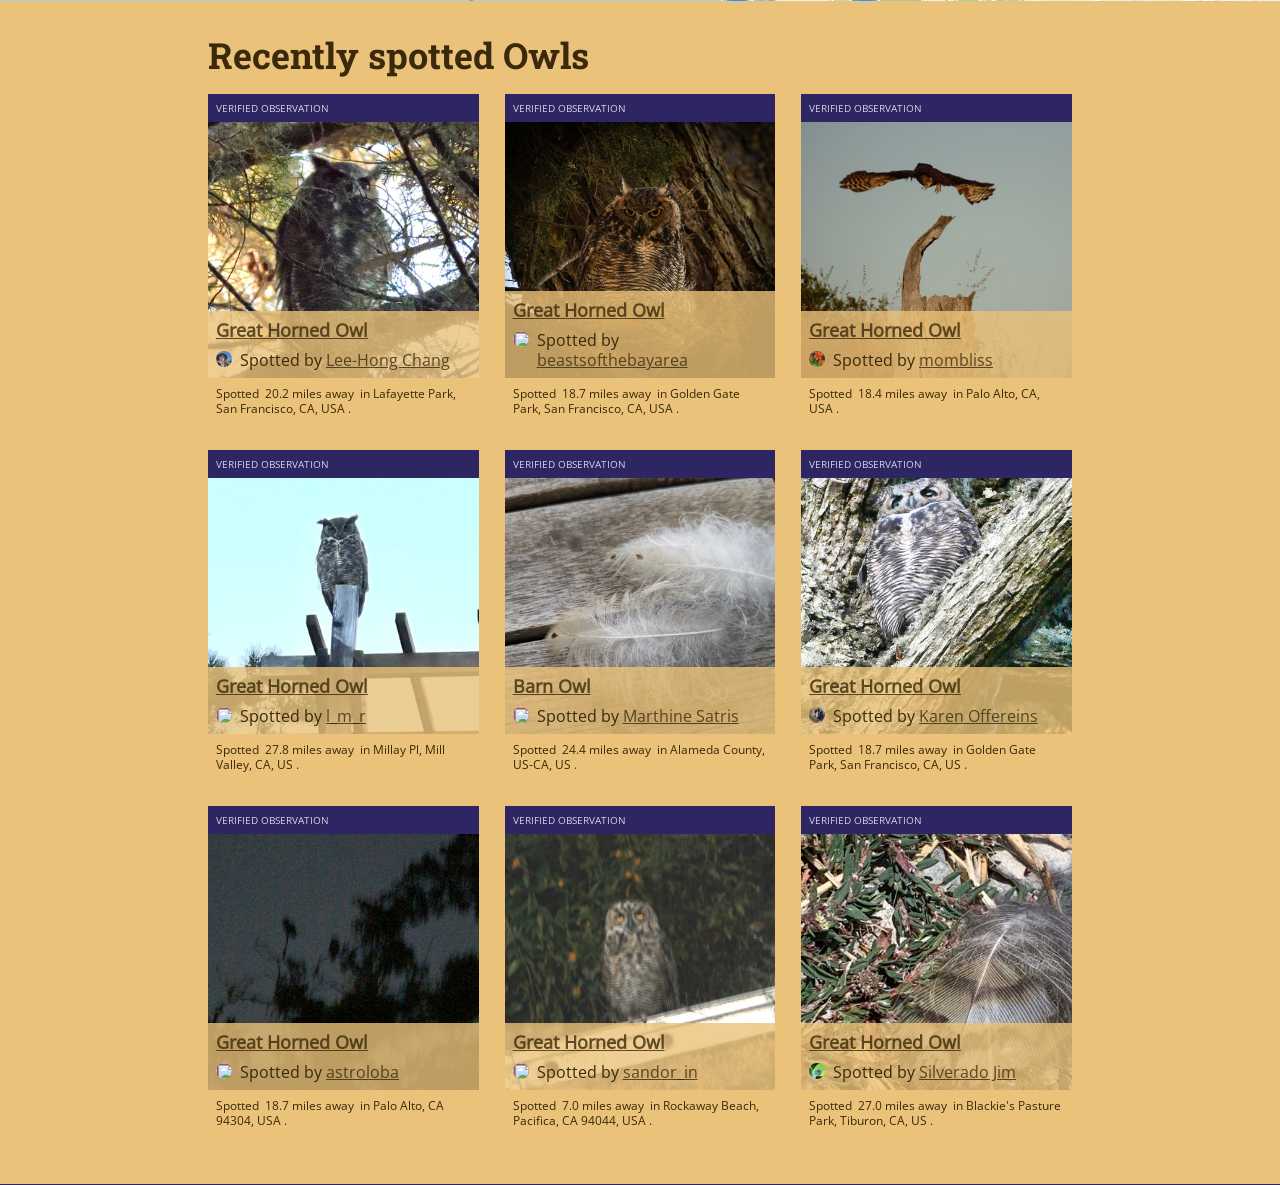 Recently spotted Owls
VERIFIED OBSERVATION
Great Horned Owl
Spotted by Lee-Hong Chang
Spotted 20.2 miles away in Lafayette Park,
San Francisco, CA, USA .
VERIFIED OBSERVATION
Great Horned Owl
Spotted by
beastsofthebayarea
Spotted 18.7 miles away in Golden Gate
Park, San Francisco, CA, USA .
VERIFIED OBSERVATION
Great Horned Owl
Spotted by mombliss
Spotted 18.4 miles away in Palo Alto, CA,
USA .
VERIFIED OBSERVATION
Great Horned Owl
Spotted by l_m_r
Spotted 27.8 miles away in Millay Pl, Mill
Valley, CA, US .
VERIFIED OBSERVATION
Barn Owl
Spotted by Marthine Satris
Spotted 24.4 miles away in Alameda County,
US-CA, US .
VERIFIED OBSERVATION
Great Horned Owl
Spotted by Karen Offereins
Spotted 18.7 miles away in Golden Gate
Park, San Francisco, CA, US .
VERIFIED OBSERVATION
Great Horned Owl
Spotted by astroloba
Spotted 18.7 miles away in Palo Alto, CA
94304, USA .
VERIFIED OBSERVATION
Great Horned Owl
Spotted by sandor_in
Spotted 7.0 miles away in Rockaway Beach,
Pacifica, CA 94044, USA .
VERIFIED OBSERVATION
Great Horned Owl
Spotted by Silverado Jim
Spotted 27.0 miles away in Blackie's Pasture
Park, Tiburon, CA, US .